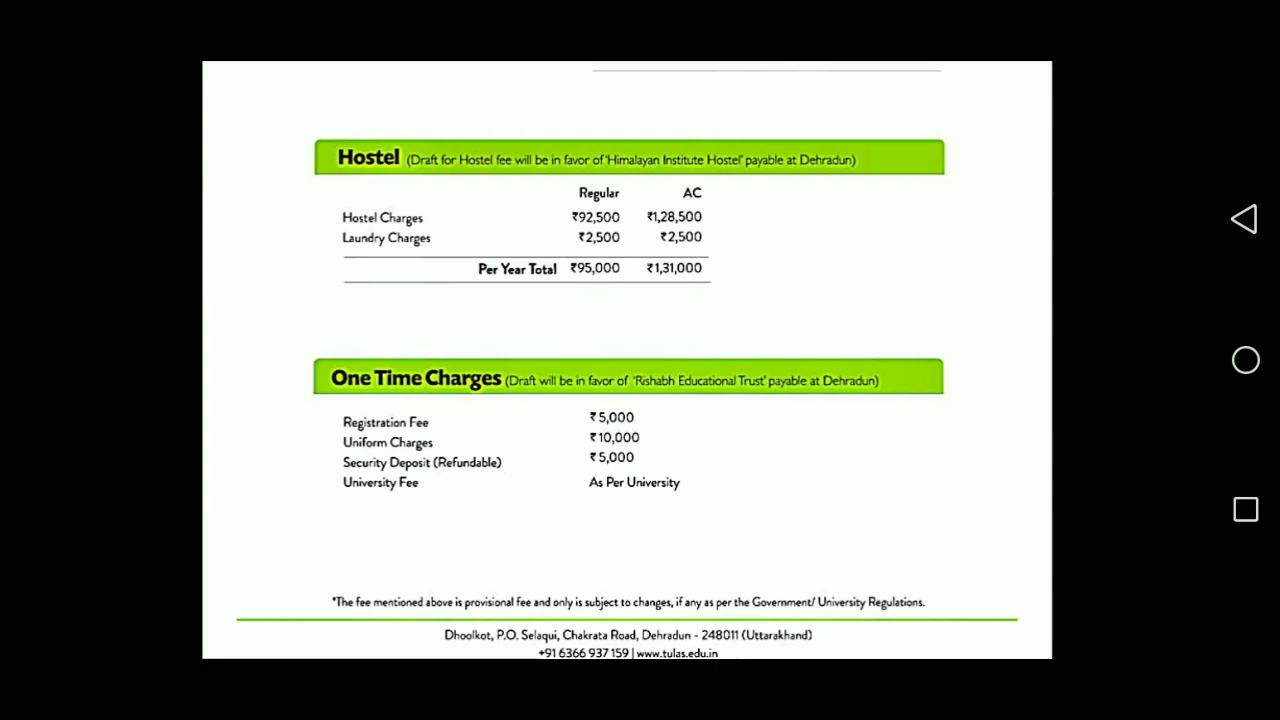 Hostel (Draft for Hostel fee will be in favor of 'Himalayan Institute Hostel' payable at Dehradun)
Regular AC
Hostel Charges ₹92,500 ₹1,28,500
Laundry Charges ₹2,500 ₹2,500
Per Year Total ₹95,000 ₹1,31,000
One Time Charges (Draft will be in favor of 'Rishabh Educational Trust' payable at Dehradun)
Registration Fee ₹5,000
Uniform Charges ₹10,000
Security Deposit (Refundable) ₹5,000
University Fee As Per University
*The fee mentioned above is provisional fee and only is subject to changes, if any as per the Government/ University Regulations.
Dhoolkot, P.O. Selaqui, Chakrata Road, Dehradun - 248011 (Uttarakhand)
+91 6366 937 159 | www.tulas.edu.in